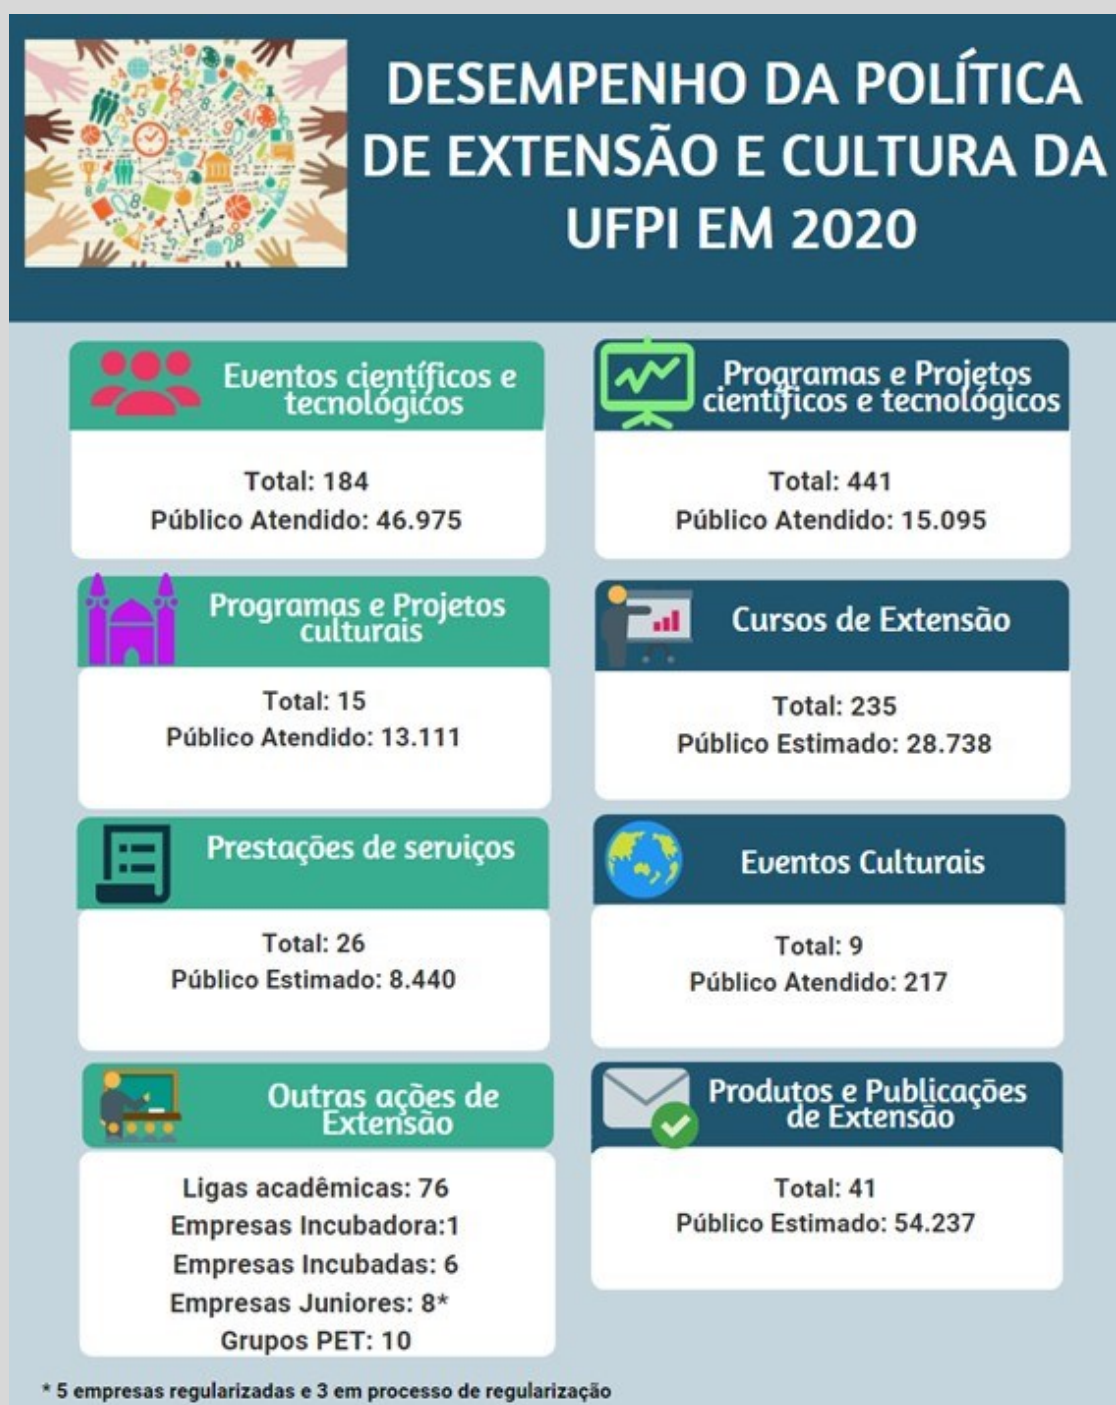 DESEMPENHO DA POLÍTICA
DE EXTENSÃO E CULTURA DA
UFPI EM 2020
Eventos científicos e
tecnológicos
Total: 184
Público Atendido: 46.975
Programas e Projetos
científicos e tecnológicos
Total: 441
Público Atendido: 15.095
Programas e Projetos
culturais
Total: 15
Público Atendido: 13.111
Cursos de Extensão
Total: 235
Público Estimado: 28.738
Prestações de serviços
Total: 26
Público Estimado: 8.440
Eventos Culturais
Total: 9
Público Atendido: 217
Outras ações de
Extensão
Ligas acadêmicas: 76
Empresas Incubadora:1
Empresas Incubadas: 6
Empresas Juniores: 8*
Grupos PET: 10
Produtos e Publicações
de Extensão
Total: 41
Público Estimado: 54.237
* 5 empresas regularizadas e 3 em processo de regularização